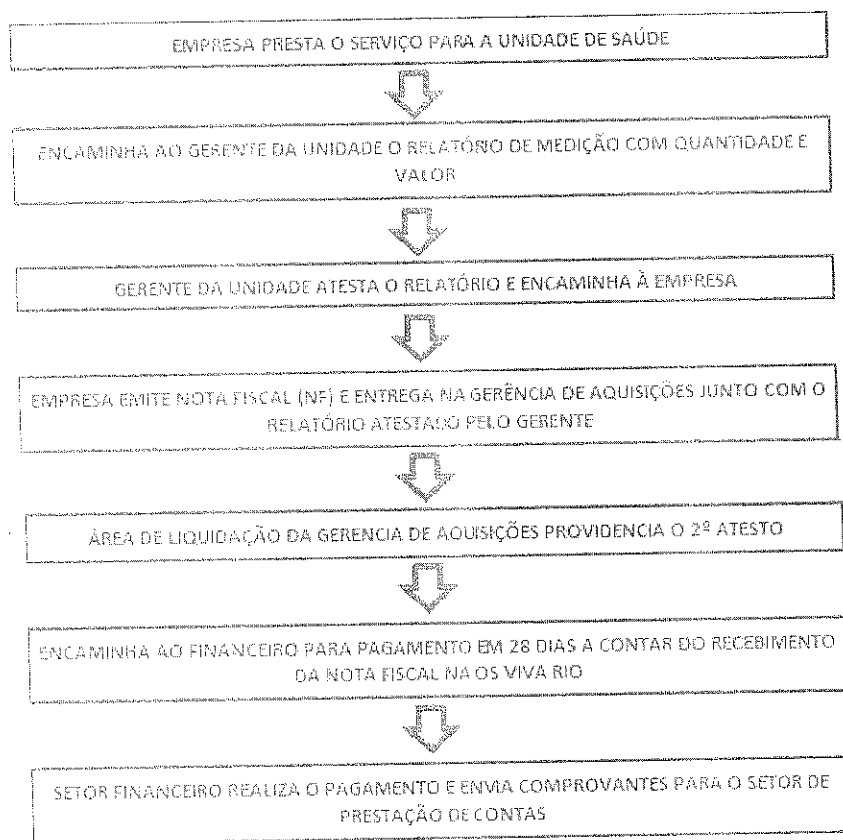 EMPRESA PRESTA O SERVIÇO PARA A UNIDADE DE SAÚDE
ENCAMINHA AO GERENTE DA UNIDADE O RELATÓRIO DE MEDIÇÃO COM QUANTIDADE E
VALOR
GERENTE DA UNIDADE ATESTA O RELATÓRIO E ENCAMINHA À EMPRESA
EMPRESA EMITE NOTA FISCAL (NF) E ENTREGA NA GERÊNCIA DE AQUISIÇÕES JUNTO COM O
RELATÓRIO ATESTADO PELO GERENTE
ÁREA DE LIQUIDAÇÃO DA GERENCIA DE AQUISIÇÕES PROVIDENCIA O 2º ATESTO
ENCAMINHA AO FINANCEIRO PARA PAGAMENTO EM 28 DIAS A CONTAR DO RECEBIMENTO
DA NOTA FISCAL NA OS VIVA RIO
SETOR FINANCEIRO REALIZA O PAGAMENTO E ENVIA COMPROVANTES PARA O SETOR DE
PRESTAÇÃO DE CONTAS